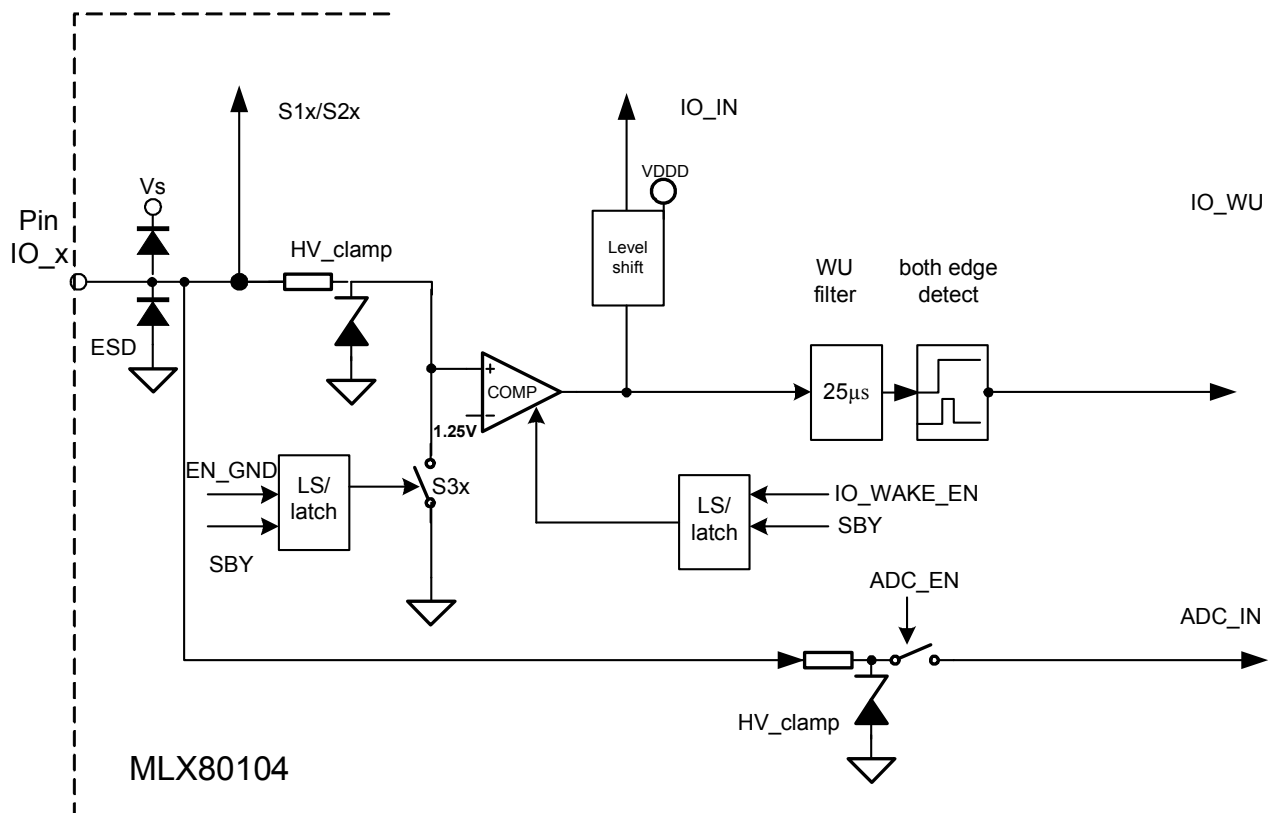 S1x/S2x
IO_IN
VDDD
Vs
IO_WU
Pin
IO_x
HV_clamp
Level
shift
WU
filter
both edge
detect
ESD
+
COMP
25µs
1.25V
EN_GND
LS/
latch
S3x
SBY
LS/
latch
IO_WAKE_EN
SBY
ADC_EN
ADC_IN
HV_clamp
MLX80104